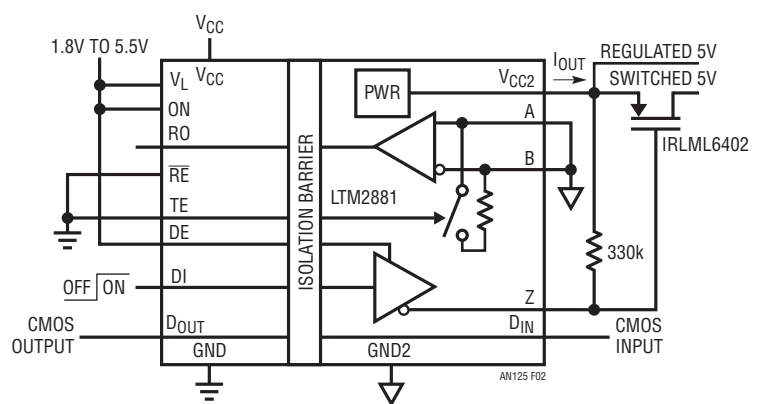 VCC
1.8V TO 5.5V
VL
VCC
PWR
VCC2
IOUT
REGULATED 5V
SWITCHED 5V
ON
A
IRLML6402
RO
ISOLATION BARRIER
B
RE
LTM2881
TE
DE
330k
OFF ON
DI
Z
CMOS OUTPUT
DOUT
DIN
CMOS INPUT
GND
GND2
AN125 F02